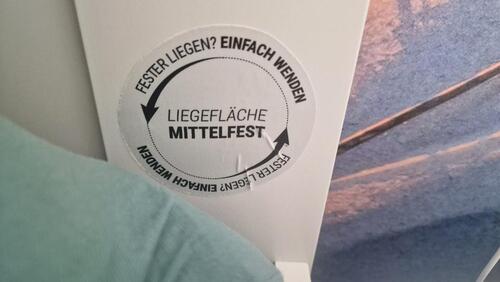 FESTER LIEGEN? EINFACH WENDEN
LIEGEFLÄCHE
MITTELFEST
FESTER LIEGEN? EINFACH WENDEN